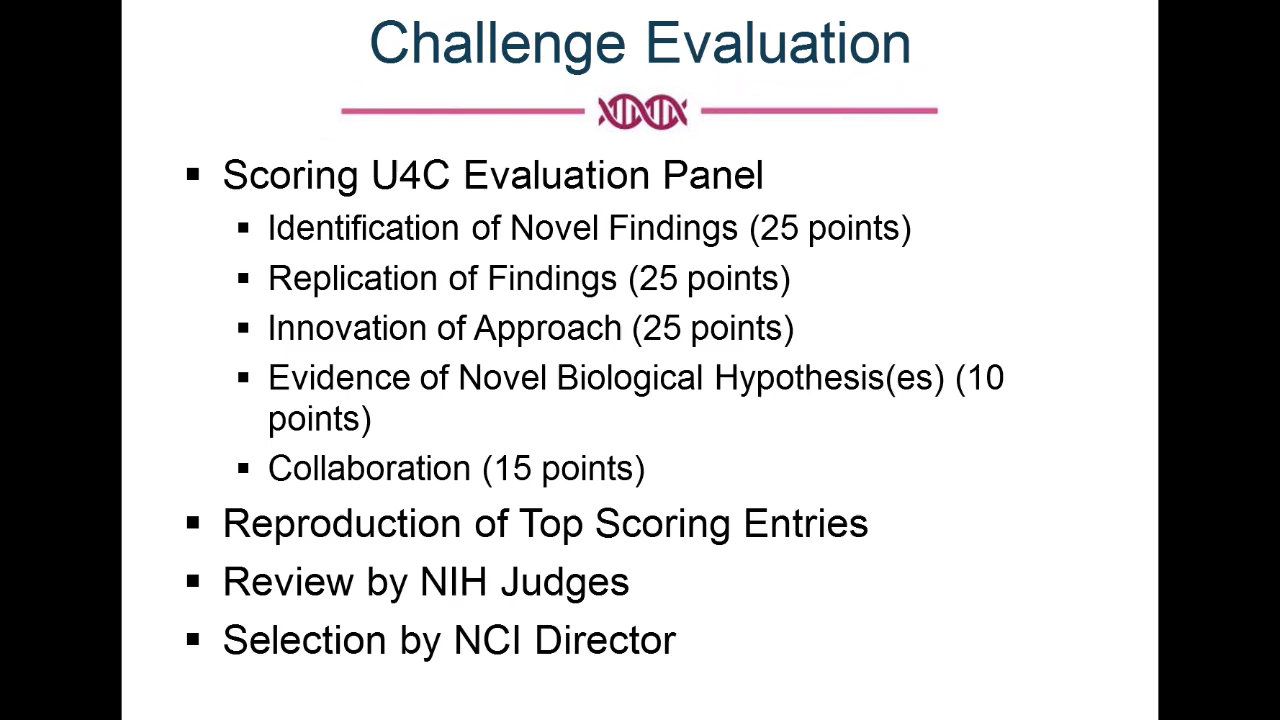 Challenge Evaluation
▪ Scoring U4C Evaluation Panel
▪ Identification of Novel Findings (25 points)
▪ Replication of Findings (25 points)
▪ Innovation of Approach (25 points)
▪ Evidence of Novel Biological Hypothesis(es) (10
points)
▪ Collaboration (15 points)
▪ Reproduction of Top Scoring Entries
▪ Review by NIH Judges
▪ Selection by NCI Director